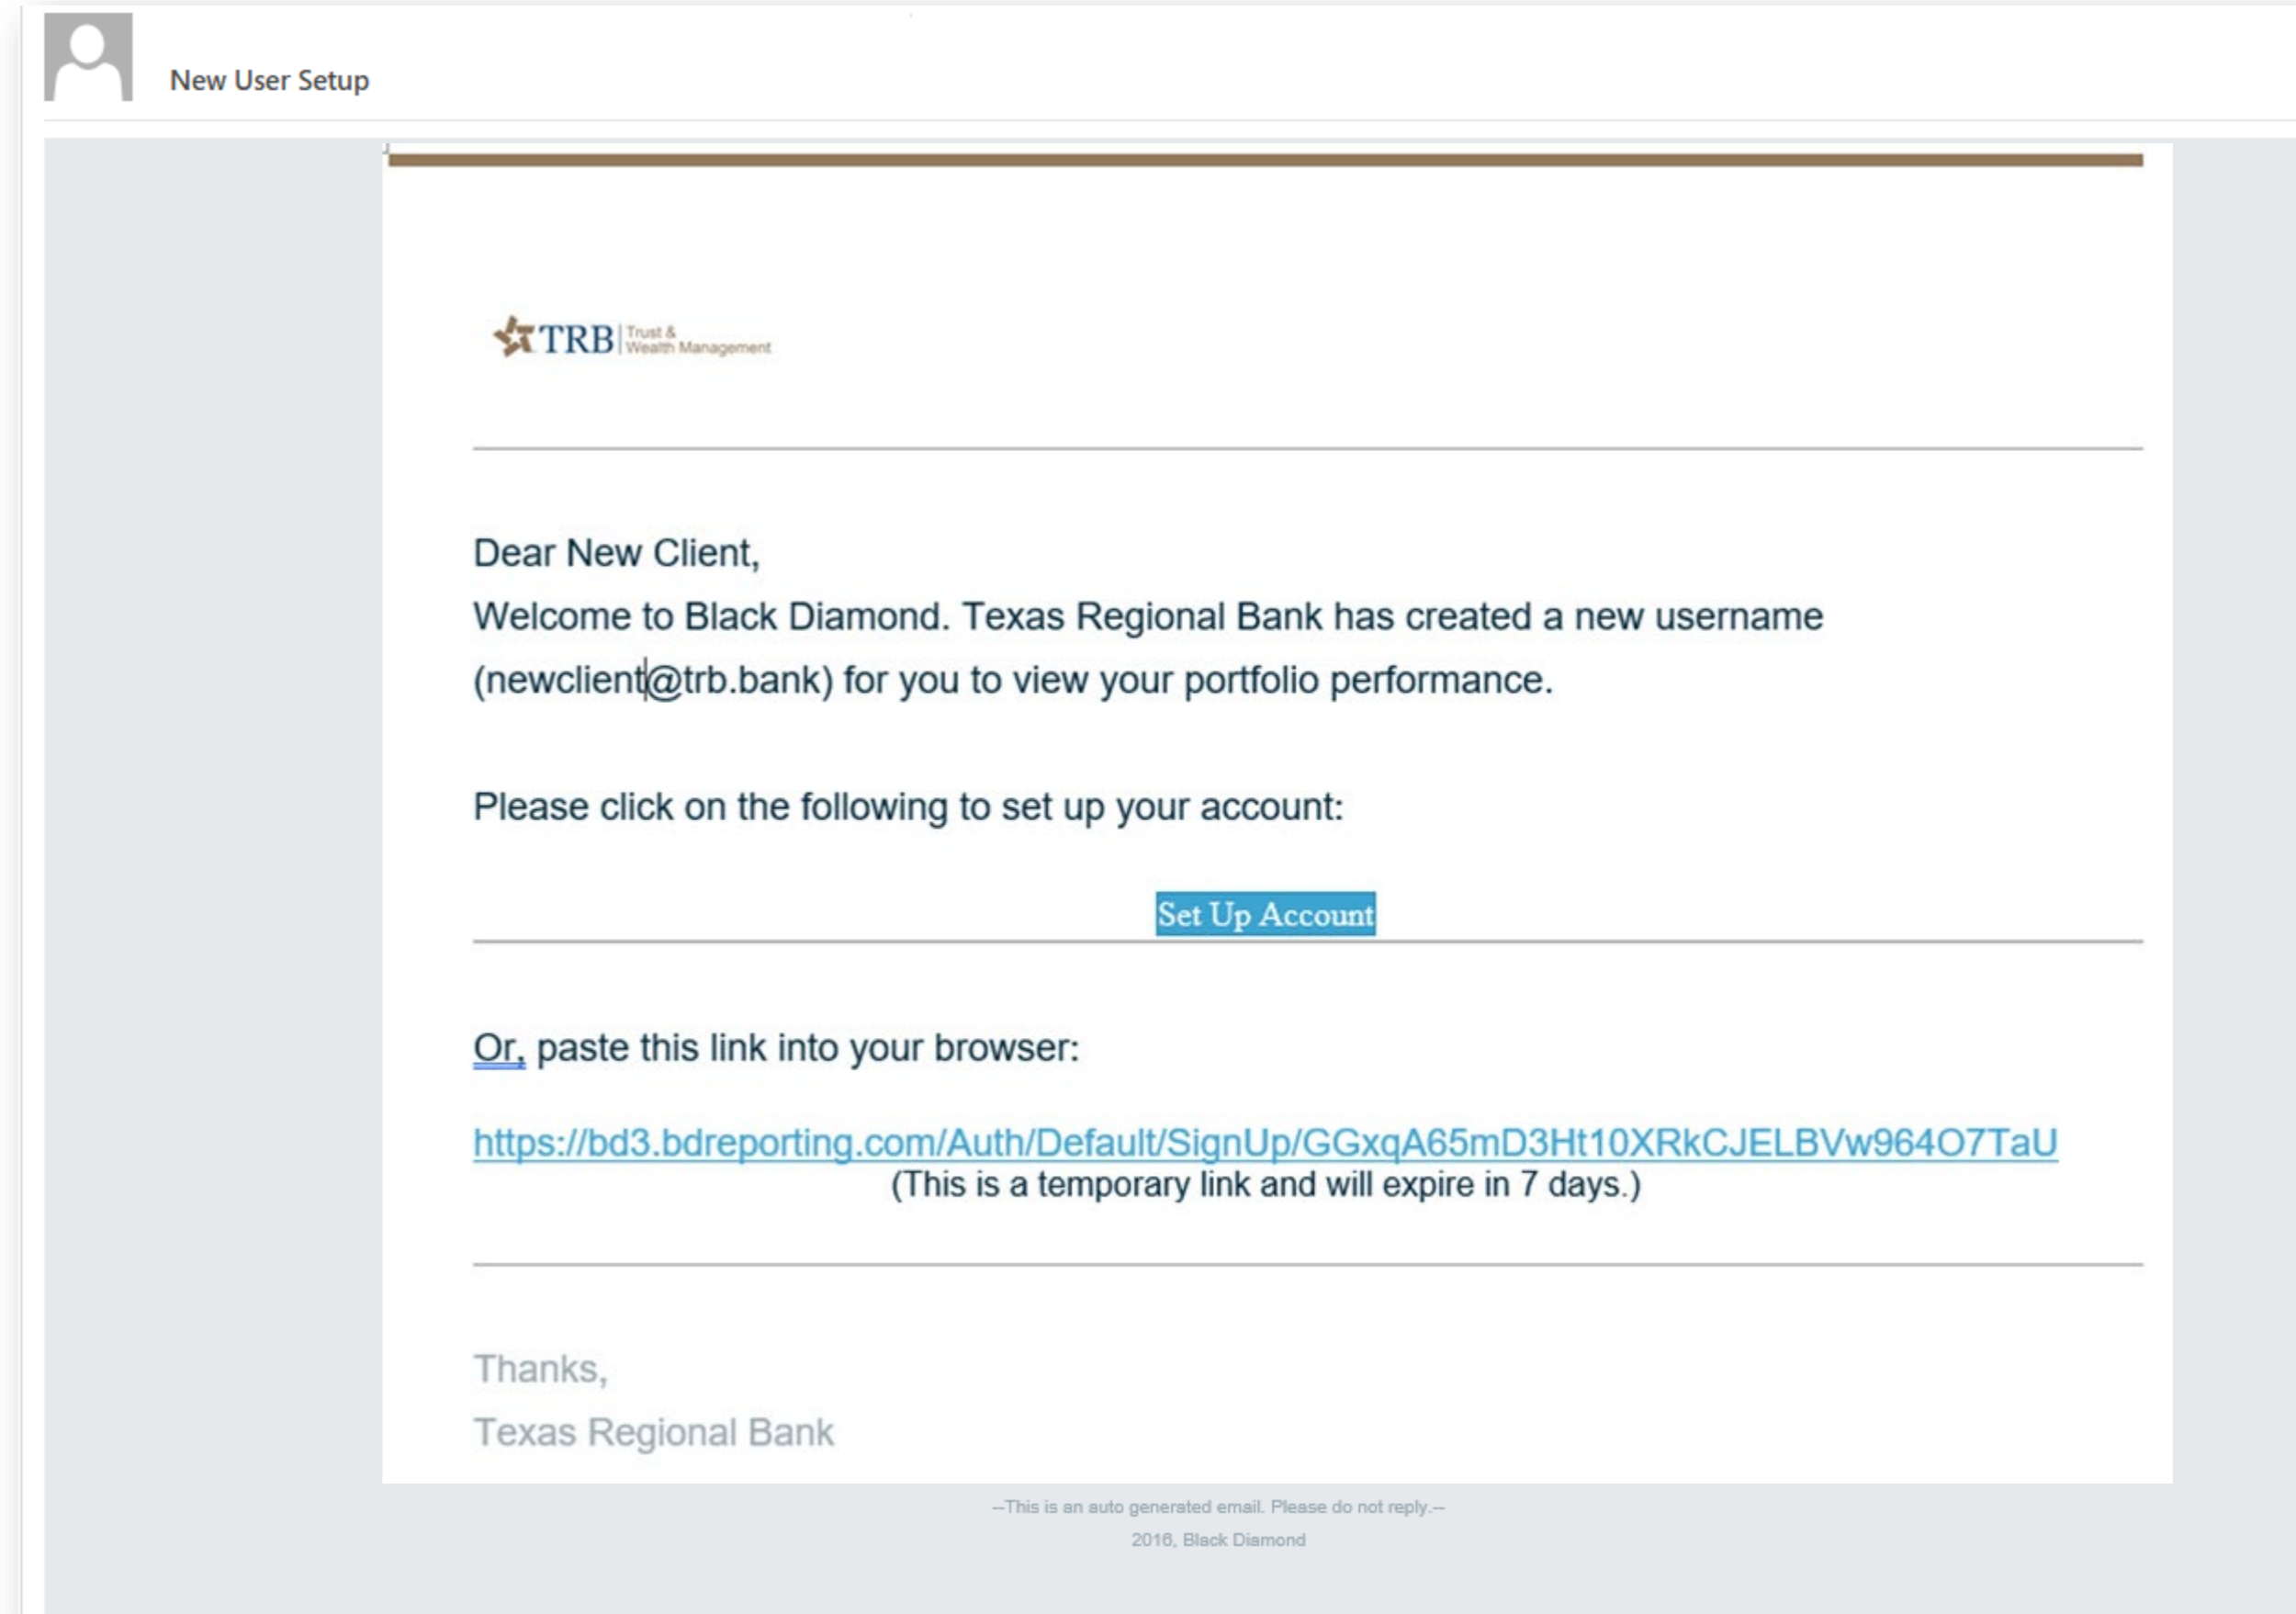 New User Setup
TRB Trust &
Wealth Management
Dear New Client,
Welcome to Black Diamond. Texas Regional Bank has created a new username
(newclient@trb.bank) for you to view your portfolio performance.
Please click on the following to set up your account:
Set Up Account
Or, paste this link into your browser:
https://bd3.bdreporting.com/Auth/Default/SignUp/GGxqA65mD3Ht10XRkCJELBVw964O7TaU
(This is a temporary link and will expire in 7 days.)
Thanks,
Texas Regional Bank
--This is an auto generated email. Please do not reply.--
2016, Black Diamond